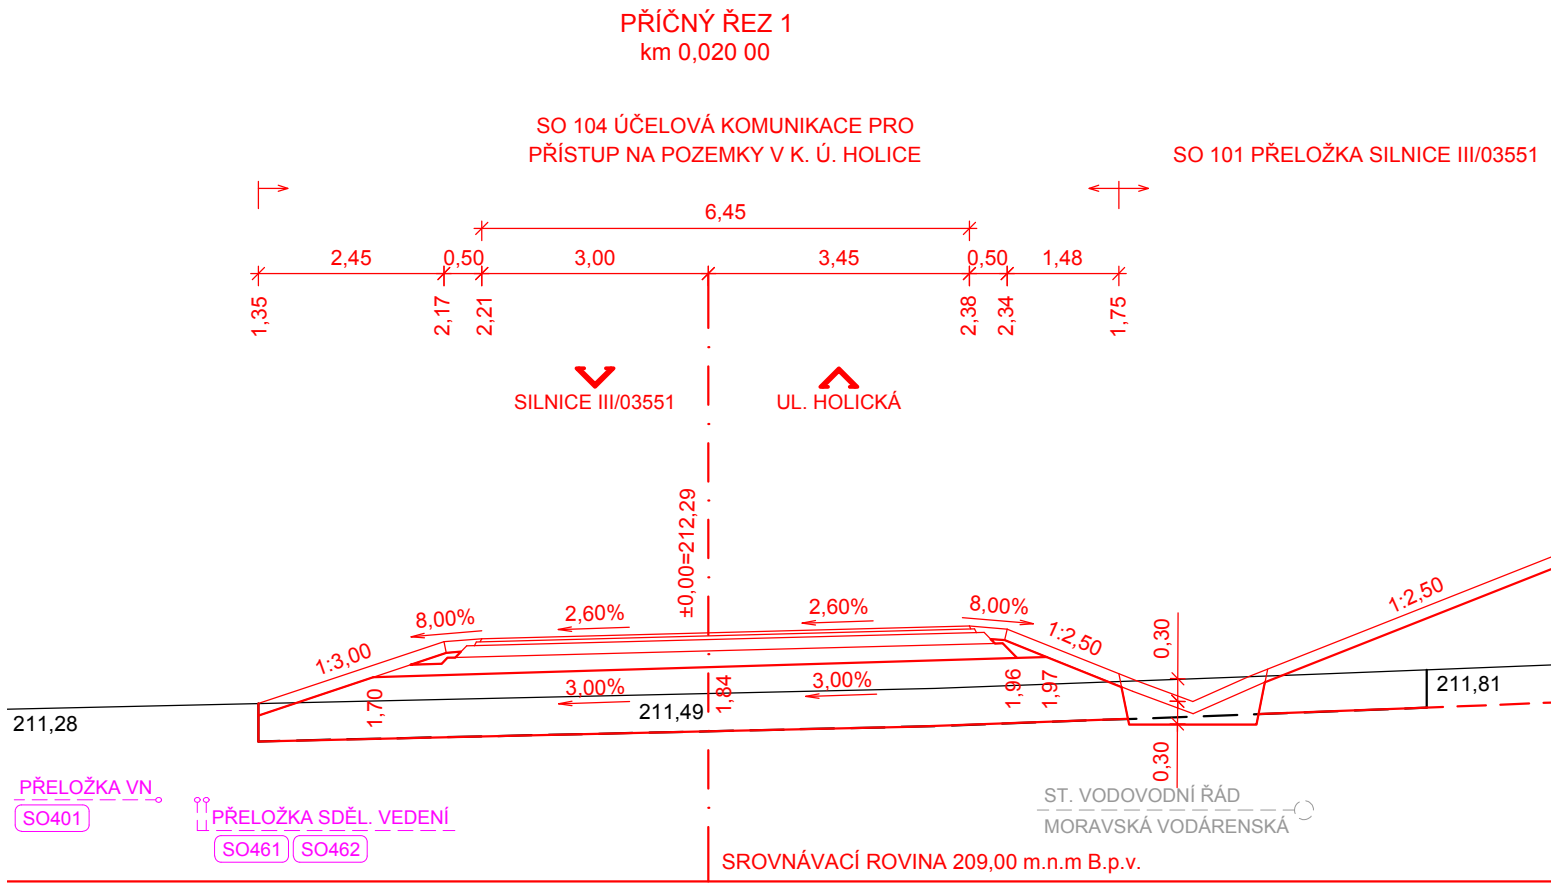 PŘÍČNÝ ŘEZ 1
km 0,020 00
SO 104 ÚČELOVÁ KOMUNIKACE PRO
PŘÍSTUP NA POZEMKY V K. Ú. HOLICE
SO 101 PŘELOŽKA SILNICE III/03551
6,45
2,45 0,50 3,00 3,45 0,50 1,48
1,35 2,17 2,21 2,38 2,34 1,75
SILNICE III/03551
UL. HOLICKÁ
±0,00=212,29
1:3,00 8,00% 2,60% 2,60% 8,00% 1:2,50 0,30 1:2,50
1,70 3,00% 1,84 3,00% 1,96 1,97
211,28
211,49
211,81
0,30
PŘELOŽKA VN
SO401
PŘELOŽKA SDĚL. VEDENÍ
SO461 SO462
ST. VODOVODNÍ ŘÁD
MORAVSKÁ VODÁRENSKÁ
SROVNÁVACÍ ROVINA 209,00 m.n.m B.p.v.